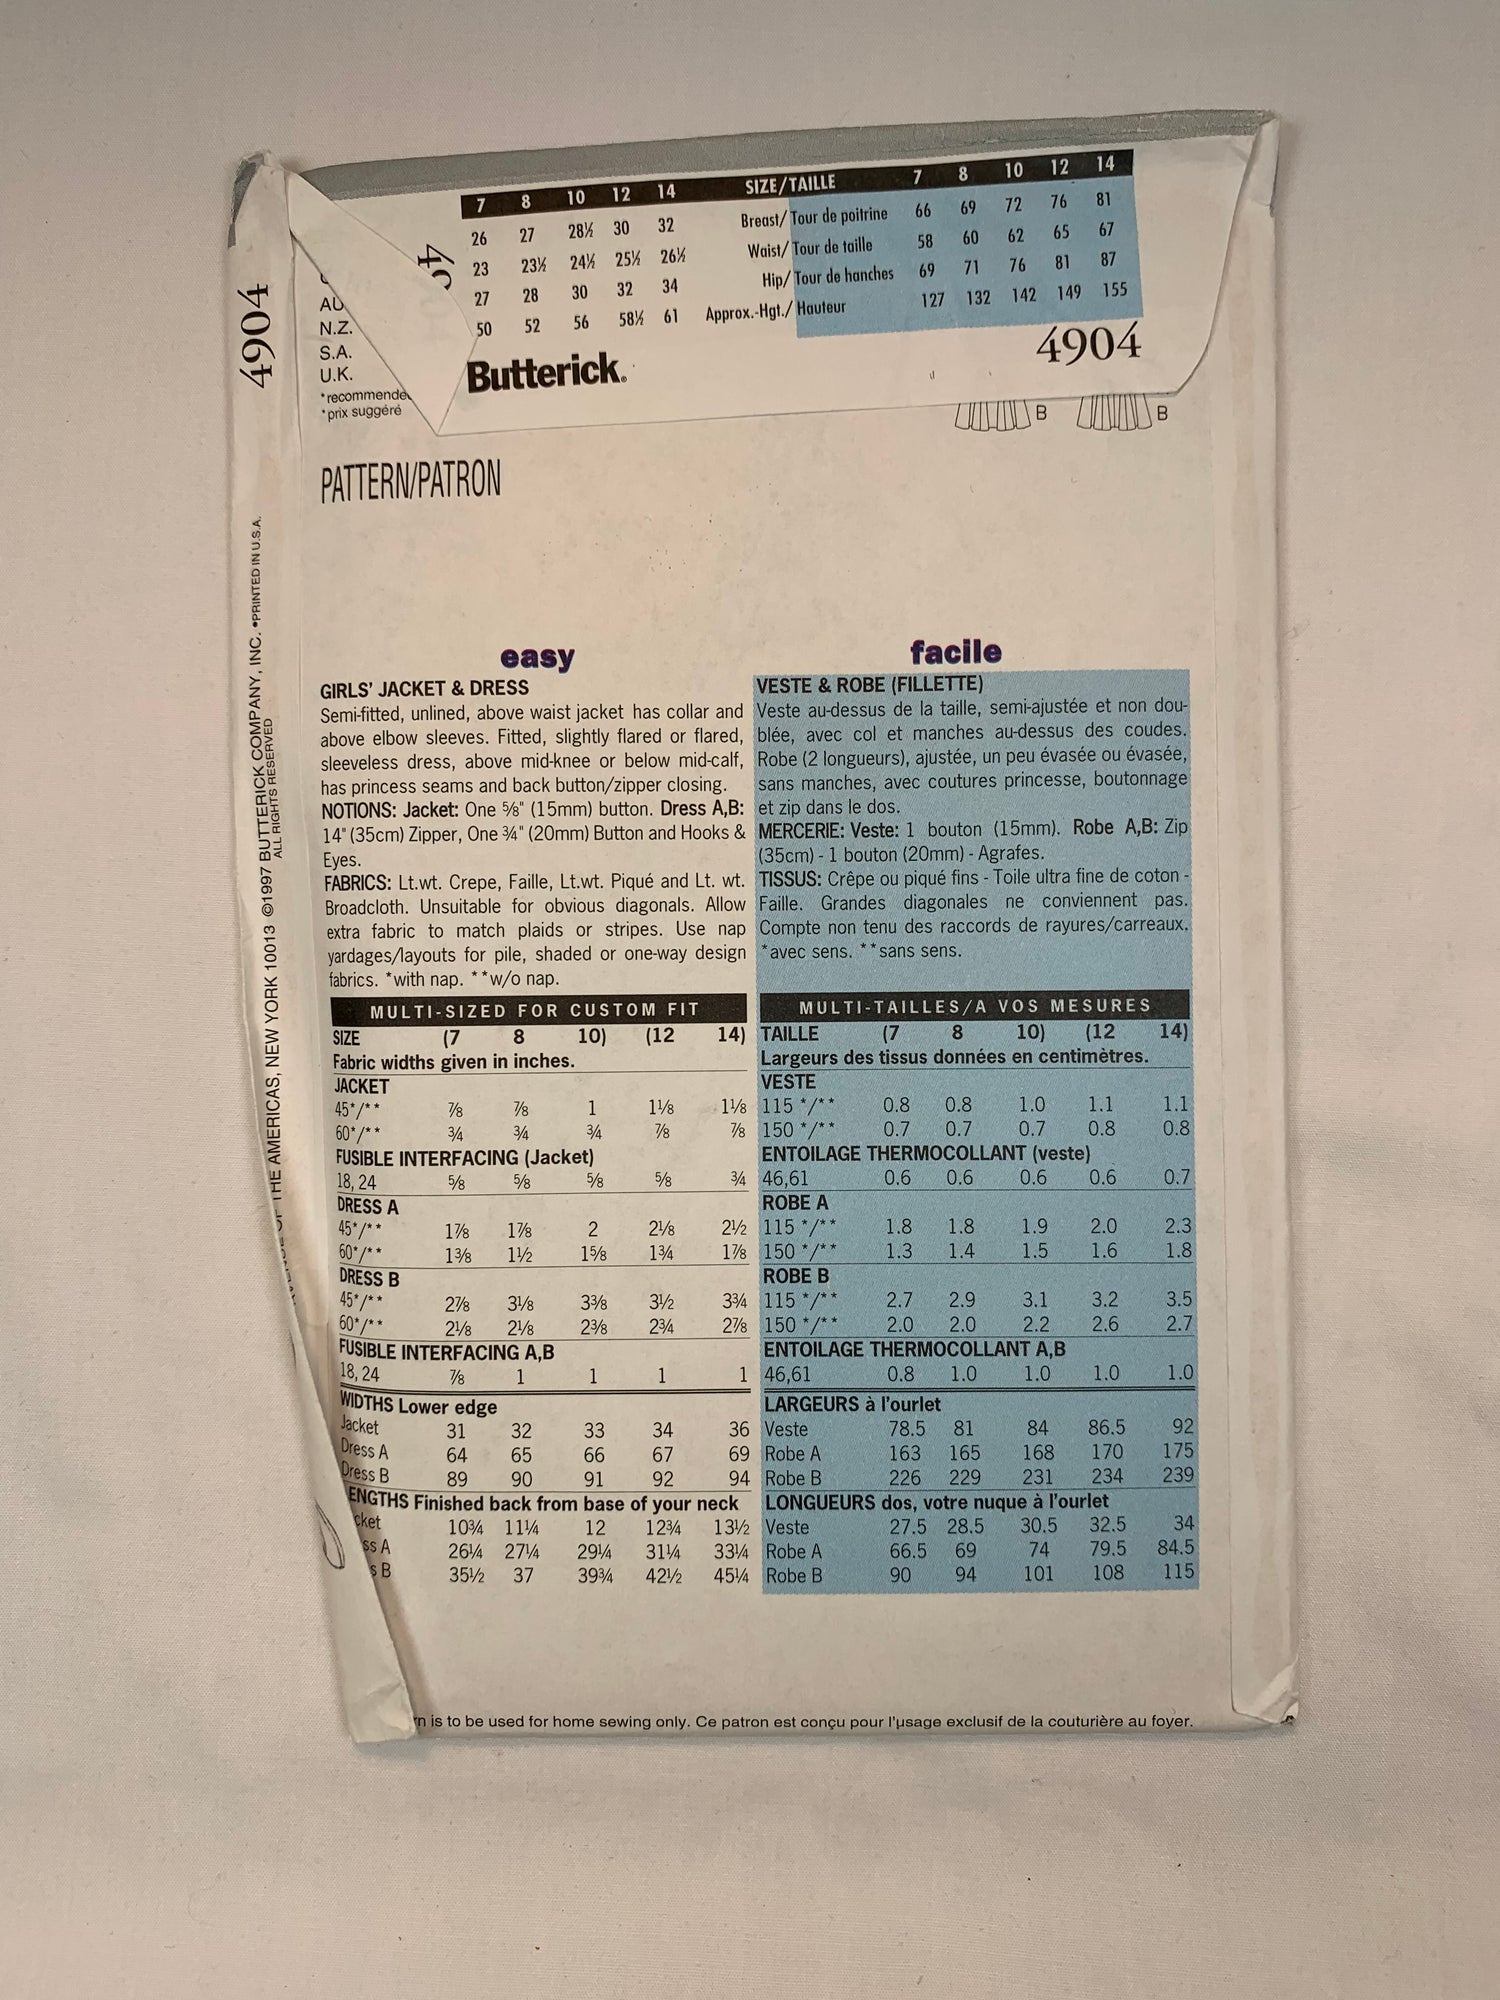 7 8 10 12 14 SIZE/TAILLE 7 8 10 12 14
26 27 28½ 30 32 Breast/Tour de poitrine 66 69 72 76 81
23 23½ 24½ 25½ 26½ Waist/Tour de taille 58 60 62 65 67
27 28 30 32 34 Hip/Tour de hanches 69 71 76 81 87
50 52 56 58½ 61 Approx.-Hgt./Hauteur 127 132 142 149 155
Butterick. 4904
4904
AU
N.Z.
S.A.
U.K.
*recommende
*prix suggéré
B B
PATTERN/PATRON
©1997 BUTTERICK COMPANY, INC. •PRINTED IN U.S.A.
ALL RIGHTS RESERVED
THE AMERICAS, NEW YORK 10013
easy
GIRLS' JACKET & DRESS
Semi-fitted, unlined, above waist jacket has collar and
above elbow sleeves. Fitted, slightly flared or flared,
sleeveless dress, above mid-knee or below mid-calf,
has princess seams and back button/zipper closing.
NOTIONS: Jacket: One ⅝" (15mm) button. Dress A,B:
14" (35cm) Zipper, One ¾" (20mm) Button and Hooks &
Eyes.
FABRICS: Lt.wt. Crepe, Faille, Lt.wt. Piqué and Lt. wt.
Broadcloth. Unsuitable for obvious diagonals. Allow
extra fabric to match plaids or stripes. Use nap
yardages/layouts for pile, shaded or one-way design
fabrics. *with nap. **w/o nap.
MULTI-SIZED FOR CUSTOM FIT
SIZE (7 8 10) (12 14)
Fabric widths given in inches.
JACKET
45*/** ⅞ ⅞ 1 1⅛ 1⅛
60*/** ¾ ¾ ¾ ⅞ ⅞
FUSIBLE INTERFACING (Jacket)
18, 24 ⅝ ⅝ ⅝ ⅝ ¾
DRESS A
45*/** 1⅞ 1⅞ 2 2⅛ 2½
60*/** 1⅜ 1½ 1⅝ 1¾ 1⅞
DRESS B
45*/** 2⅞ 3⅛ 3⅜ 3½ 3¾
60*/** 2⅛ 2⅛ 2⅜ 2¾ 2⅞
FUSIBLE INTERFACING A,B
18, 24 ⅞ 1 1 1 1
WIDTHS Lower edge
Jacket 31 32 33 34 36
Dress A 64 65 66 67 69
Dress B 89 90 91 92 94
ENGTHS Finished back from base of your neck
cket 10¾ 11¼ 12 12¾ 13½
ss A 26¼ 27¼ 29¼ 31¼ 33¼
s B 35½ 37 39¾ 42½ 45¼
facile
VESTE & ROBE (FILLETTE)
Veste au-dessus de la taille, semi-ajustée et non dou-
blée, avec col et manches au-dessus des coudes.
Robe (2 longueurs), ajustée, un peu évasée ou évasée,
sans manches, avec coutures princesse, boutonnage
et zip dans le dos.
MERCERIE: Veste: 1 bouton (15mm). Robe A,B: Zip
(35cm) - 1 bouton (20mm) - Agrafes.
TISSUS: Crêpe ou piqué fins - Toile ultra fine de coton -
Faille. Grandes diagonales ne conviennent pas.
Compte non tenu des raccords de rayures/carreaux.
*avec sens. **sans sens.
MULTI-TAILLES/A VOS MESURES
TAILLE (7 8 10) (12 14)
Largeurs des tissus données en centimètres.
VESTE
115 */** 0.8 0.8 1.0 1.1 1.1
150 */** 0.7 0.7 0.7 0.8 0.8
ENTOILAGE THERMOCOLLANT (veste)
46,61 0.6 0.6 0.6 0.6 0.7
ROBE A
115 */** 1.8 1.8 1.9 2.0 2.3
150 */** 1.3 1.4 1.5 1.6 1.8
ROBE B
115 */** 2.7 2.9 3.1 3.2 3.5
150 */** 2.0 2.0 2.2 2.6 2.7
ENTOILAGE THERMOCOLLANT A,B
46,61 0.8 1.0 1.0 1.0 1.0
LARGEURS à l'ourlet
Veste 78.5 81 84 86.5 92
Robe A 163 165 168 170 175
Robe B 226 229 231 234 239
LONGUEURS dos, votre nuque à l'ourlet
Veste 27.5 28.5 30.5 32.5 34
Robe A 66.5 69 74 79.5 84.5
Robe B 90 94 101 108 115
rn is to be used for home sewing only. Ce patron est conçu pour l'usage exclusif de la couturière au foyer.